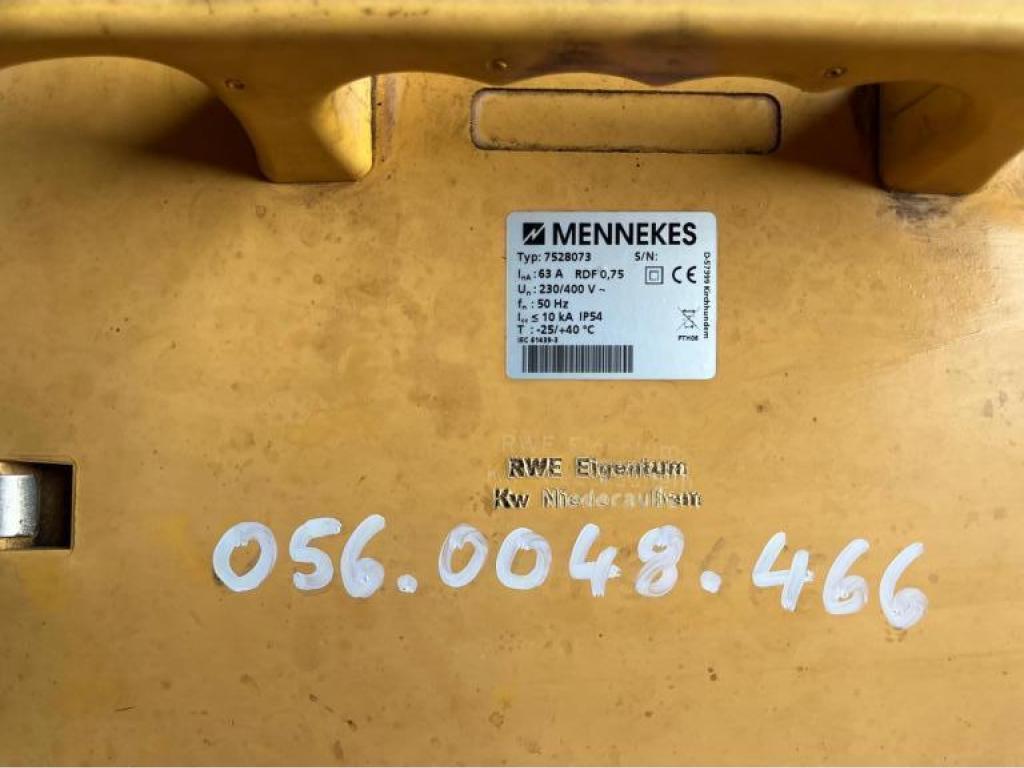 MENNEKES
Typ: 7528073 S/N:
InA : 63 A RDF 0,75
Un : 230/400 V ~
fn : 50 Hz
Icc ≤ 10 kA IP54
T : -25/+40 °C
IEC 61439-3
CE
D-57399 Kirchhundem
PTH06
RWE Eigentum
Kw Niederaußem
056.0048.466